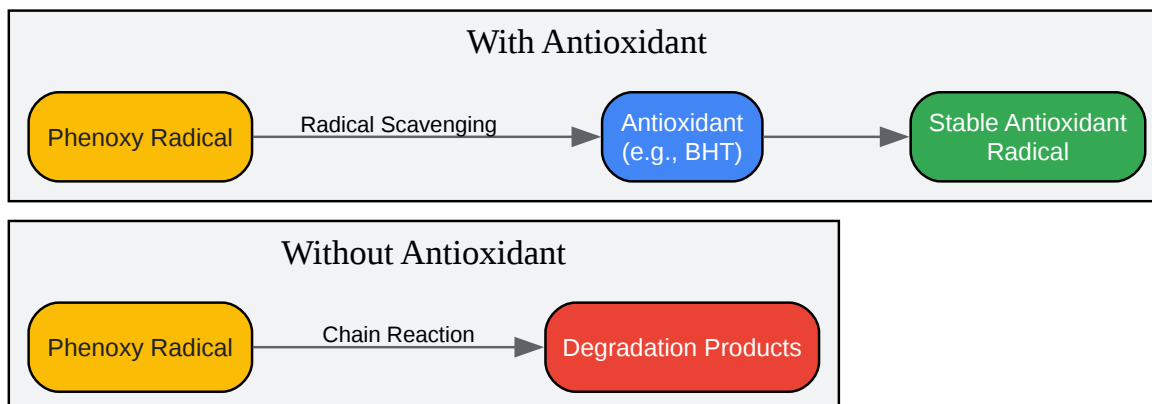 With Antioxidant
Phenoxy Radical
Radical Scavenging
Antioxidant
(e.g., BHT)
Stable Antioxidant
Radical
Without Antioxidant
Phenoxy Radical
Chain Reaction
Degradation Products